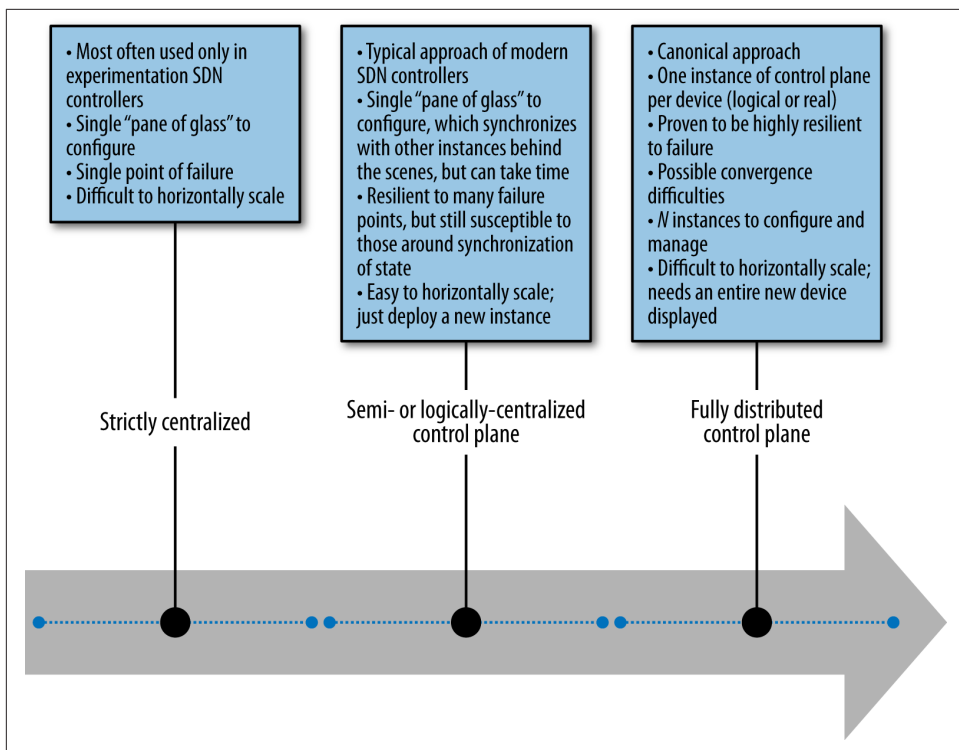 • Most often used only in
experimentation SDN
controllers
• Single “pane of glass” to
configure
• Single point of failure
• Difficult to horizontally scale
• Typical approach of modern
SDN controllers
• Single “pane of glass” to
configure, which synchronizes
with other instances behind
the scenes, but can take time
• Resilient to many failure
points, but still susceptible to
those around synchronization
of state
• Easy to horizontally scale;
just deploy a new instance
• Canonical approach
• One instance of control plane
per device (logical or real)
• Proven to be highly resilient
to failure
• Possible convergence
difficulties
• N instances to configure and
manage
• Difficult to horizontally scale;
needs an entire new device
displayed
Strictly centralized
Semi- or logically-centralized
control plane
Fully distributed
control plane